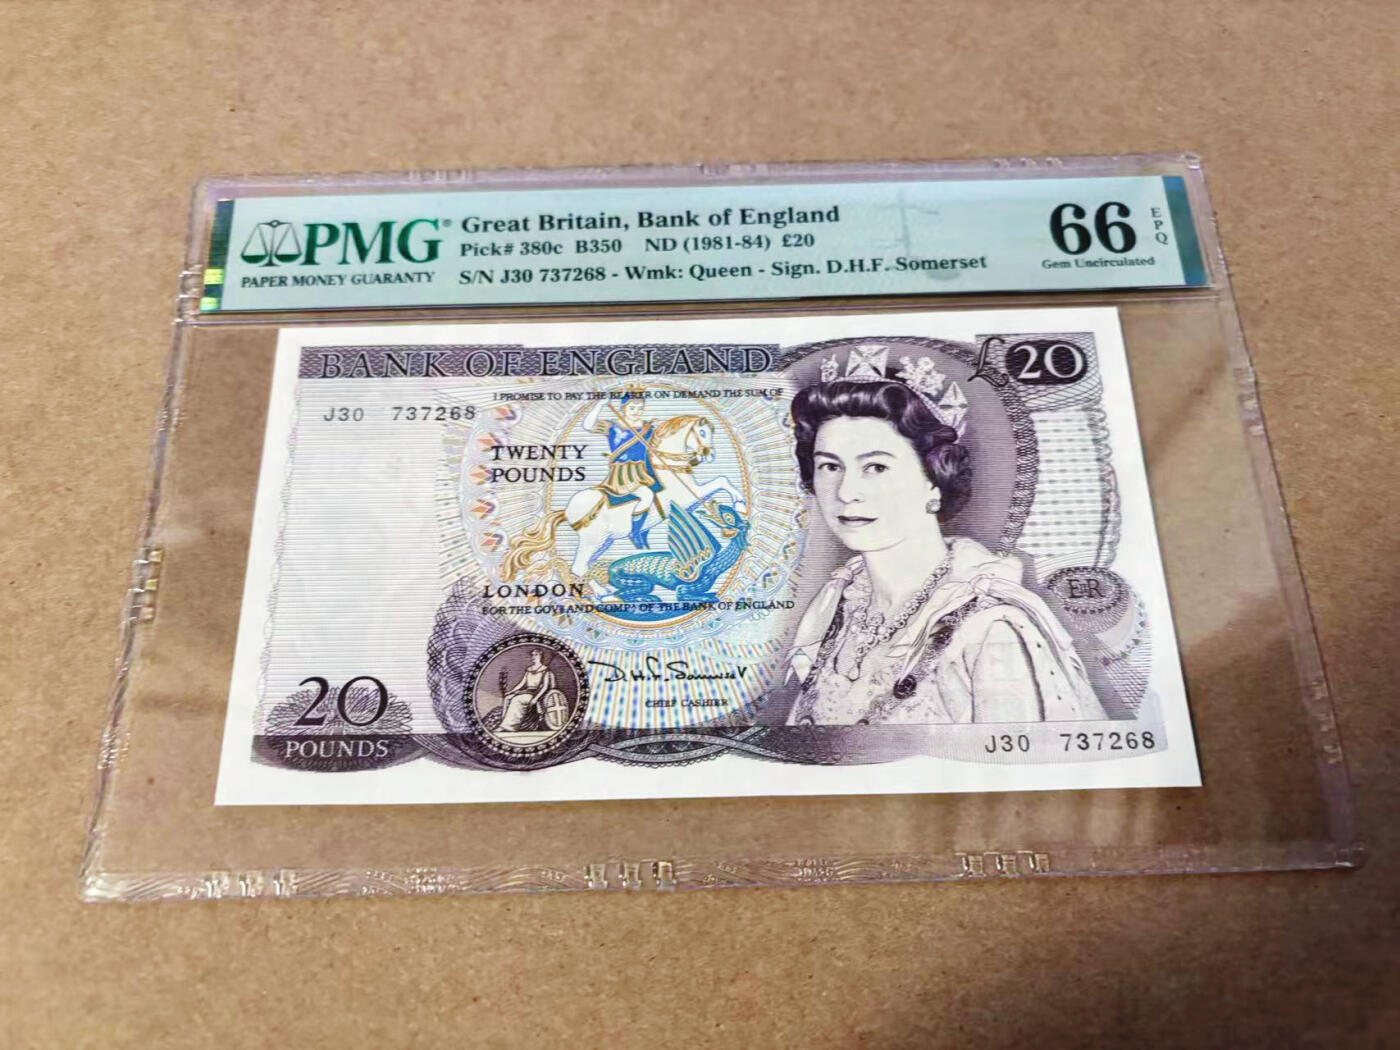 PMG®
PAPER MONEY GUARANTY
Great Britain, Bank of England
Pick# 380c B350 ND (1981-84) £20
S/N J30 737268 - Wmk: Queen - Sign. D.H.F. Somerset
66
EPQ
Gem Uncirculated
BANK OF ENGLAND
£20
I PROMISE TO PAY THE BEARER ON DEMAND THE SUM OF
J30 737268
TWENTY
POUNDS
LONDON
FOR THE GOVR AND COMPA OF THE BANK OF ENGLAND
E·R
D.H.F. Somerset
CHIEF CASHIER
20
POUNDS
J30 737268